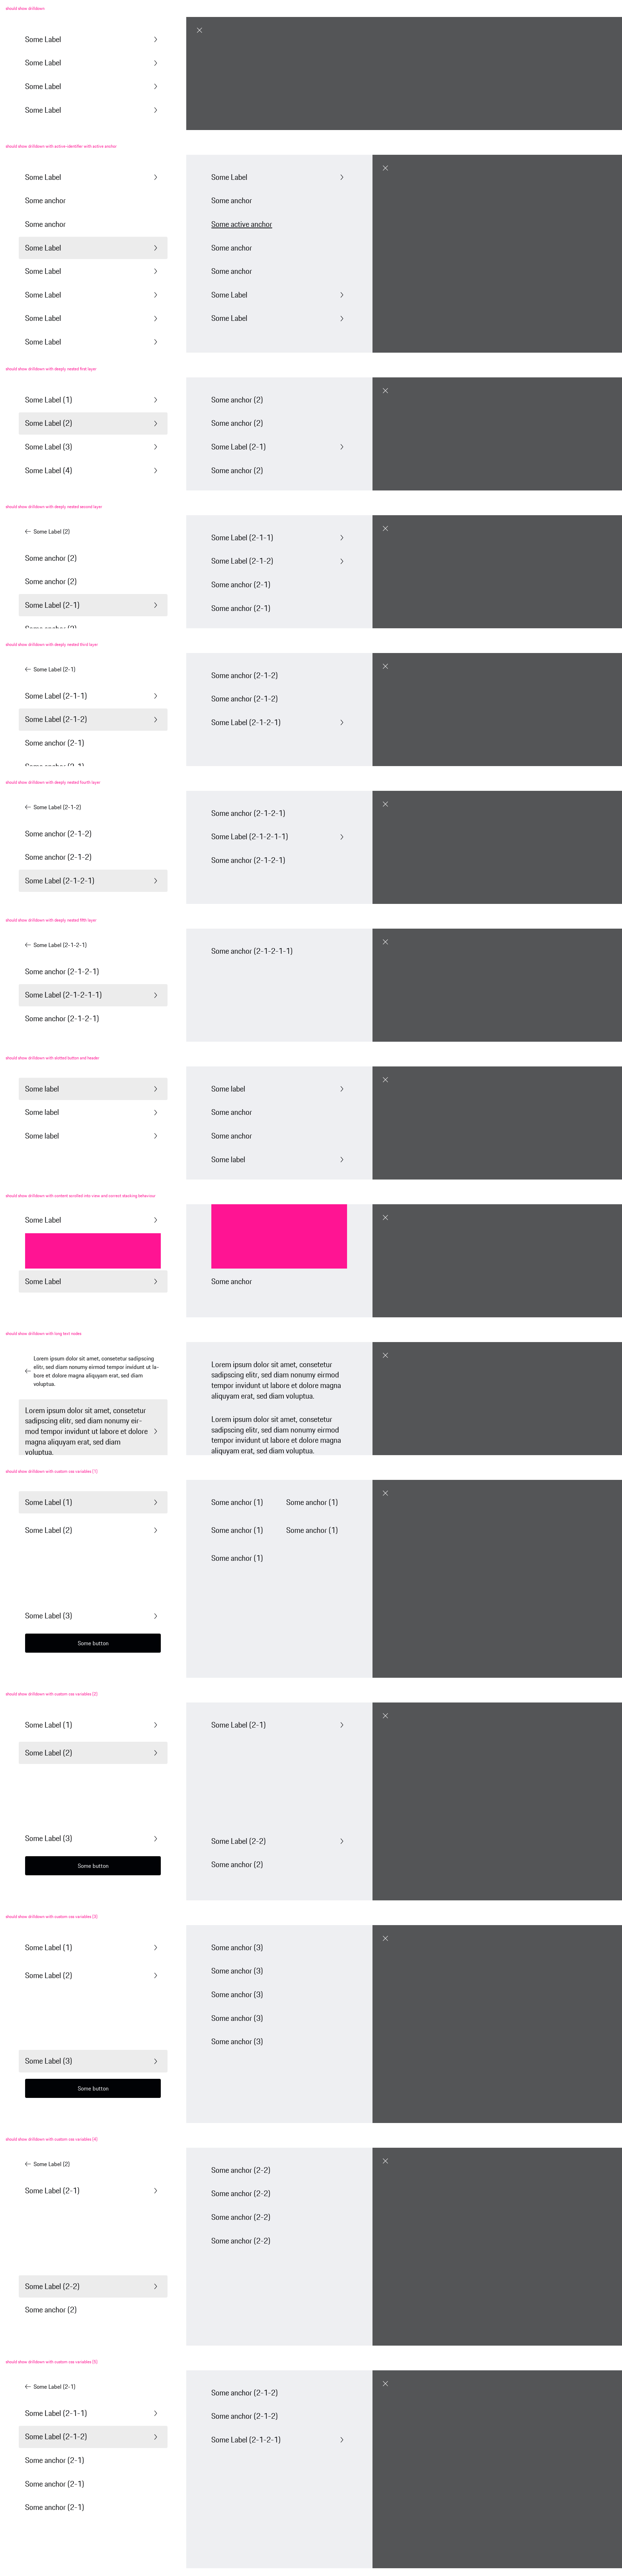 should show drilldown
Some Label
Some Label
Some Label
Some Label
should show drilldown with active-identifier with active anchor
Some Label
Some anchor
Some anchor
Some Label
Some Label
Some Label
Some Label
Some Label
Some Label
Some anchor
Some active anchor
Some anchor
Some anchor
Some Label
Some Label
should show drilldown with deeply nested first layer
Some Label (1)
Some Label (2)
Some Label (3)
Some Label (4)
Some anchor (2)
Some anchor (2)
Some Label (2-1)
Some anchor (2)
should show drilldown with deeply nested second layer
Some Label (2)
Some anchor (2)
Some anchor (2)
Some Label (2-1)
Some anchor (2)
Some Label (2-1-1)
Some Label (2-1-2)
Some anchor (2-1)
Some anchor (2-1)
should show drilldown with deeply nested third layer
Some Label (2-1)
Some Label (2-1-1)
Some Label (2-1-2)
Some anchor (2-1)
Some anchor (2-1)
Some anchor (2-1-2)
Some anchor (2-1-2)
Some Label (2-1-2-1)
should show drilldown with deeply nested fourth layer
Some Label (2-1-2)
Some anchor (2-1-2)
Some anchor (2-1-2)
Some Label (2-1-2-1)
Some anchor (2-1-2-1)
Some Label (2-1-2-1-1)
Some anchor (2-1-2-1)
should show drilldown with deeply nested fifth layer
Some Label (2-1-2-1)
Some anchor (2-1-2-1)
Some Label (2-1-2-1-1)
Some anchor (2-1-2-1)
Some anchor (2-1-2-1-1)
should show drilldown with slotted button and header
Some label
Some label
Some label
Some label
Some anchor
Some anchor
Some label
should show drilldown with content scrolled into view and correct stacking behaviour
Some Label
Some Label
Some anchor
should show drilldown with long text nodes
Lorem ipsum dolor sit amet, consetetur sadipscing
elitr, sed diam nonumy eirmod tempor invidunt ut la-
bore et dolore magna aliquyam erat, sed diam
voluptua.
Lorem ipsum dolor sit amet, consetetur
sadipscing elitr, sed diam nonumy eir-
mod tempor invidunt ut labore et dolore
magna aliquyam erat, sed diam
voluptua.
Lorem ipsum dolor sit amet, consetetur
sadipscing elitr, sed diam nonumy eirmod
tempor invidunt ut labore et dolore magna
aliquyam erat, sed diam voluptua.
Lorem ipsum dolor sit amet, consetetur
sadipscing elitr, sed diam nonumy eirmod
tempor invidunt ut labore et dolore magna
aliquyam erat, sed diam voluptua.
should show drilldown with custom css variables (1)
Some Label (1)
Some Label (2)
Some Label (3)
Some button
Some anchor (1) Some anchor (1)
Some anchor (1) Some anchor (1)
Some anchor (1)
should show drilldown with custom css variables (2)
Some Label (1)
Some Label (2)
Some Label (3)
Some button
Some Label (2-1)
Some Label (2-2)
Some anchor (2)
should show drilldown with custom css variables (3)
Some Label (1)
Some Label (2)
Some Label (3)
Some button
Some anchor (3)
Some anchor (3)
Some anchor (3)
Some anchor (3)
Some anchor (3)
should show drilldown with custom css variables (4)
Some Label (2)
Some Label (2-1)
Some Label (2-2)
Some anchor (2)
Some anchor (2-2)
Some anchor (2-2)
Some anchor (2-2)
Some anchor (2-2)
should show drilldown with custom css variables (5)
Some Label (2-1)
Some Label (2-1-1)
Some Label (2-1-2)
Some anchor (2-1)
Some anchor (2-1)
Some anchor (2-1)
Some anchor (2-1-2)
Some anchor (2-1-2)
Some Label (2-1-2-1)